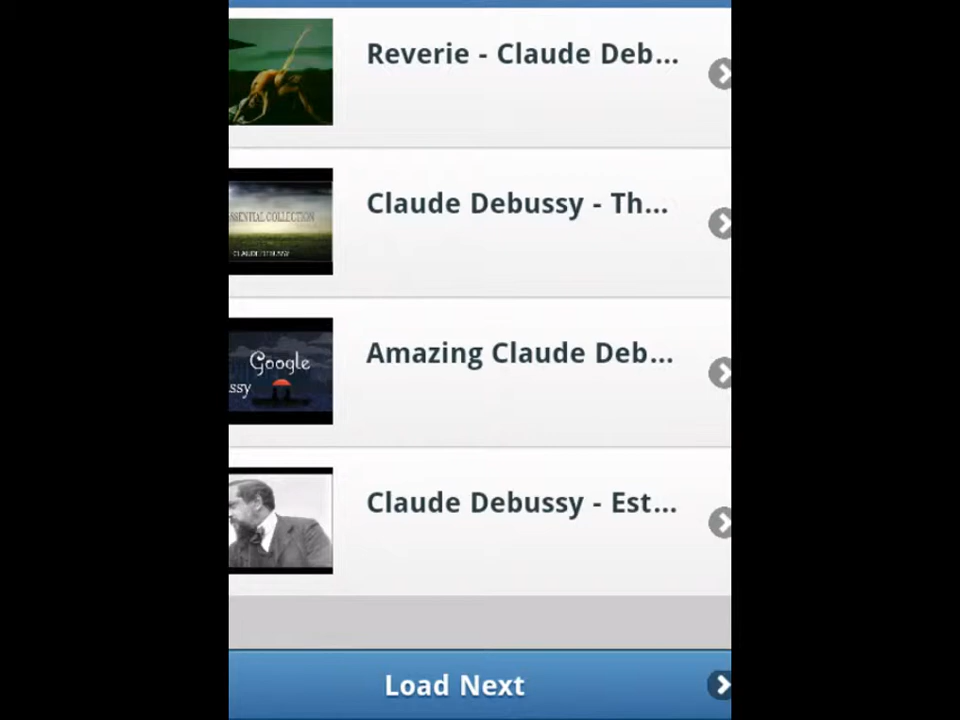 Reverie - Claude Deb...
Claude Debussy - Th...
SSENTIAL COLLECTION
CLAUDE DEBUSSY
Amazing Claude Deb...
Google
ssy
Claude Debussy - Est...
Load Next